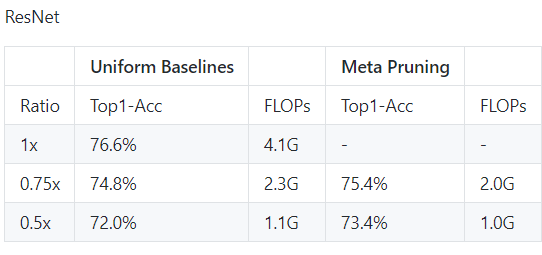 ResNet
Uniform Baselines Meta Pruning
Ratio Top1-Acc FLOPs Top1-Acc FLOPs
1x 76.6% 4.1G - -
0.75x 74.8% 2.3G 75.4% 2.0G
0.5x 72.0% 1.1G 73.4% 1.0G